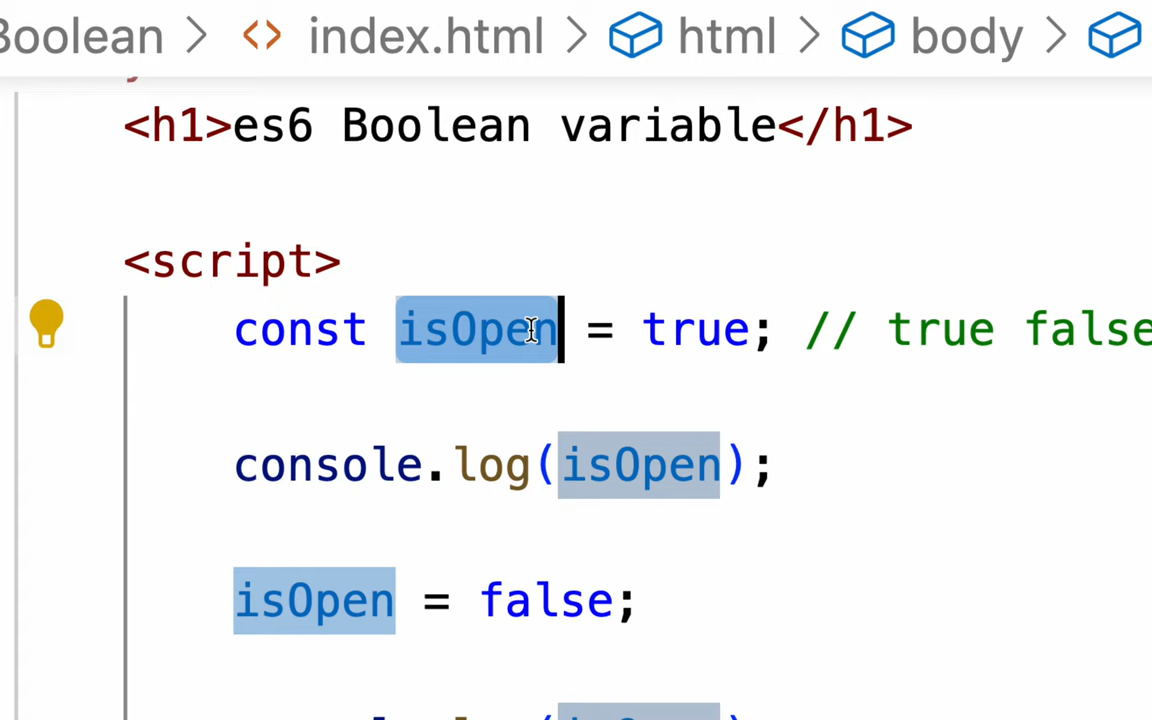 Boolean > <> index.html > html > body >
<h1>es6 Boolean variable</h1>
<script>
const isOpen = true; // true false
console.log(isOpen);
isOpen = false;